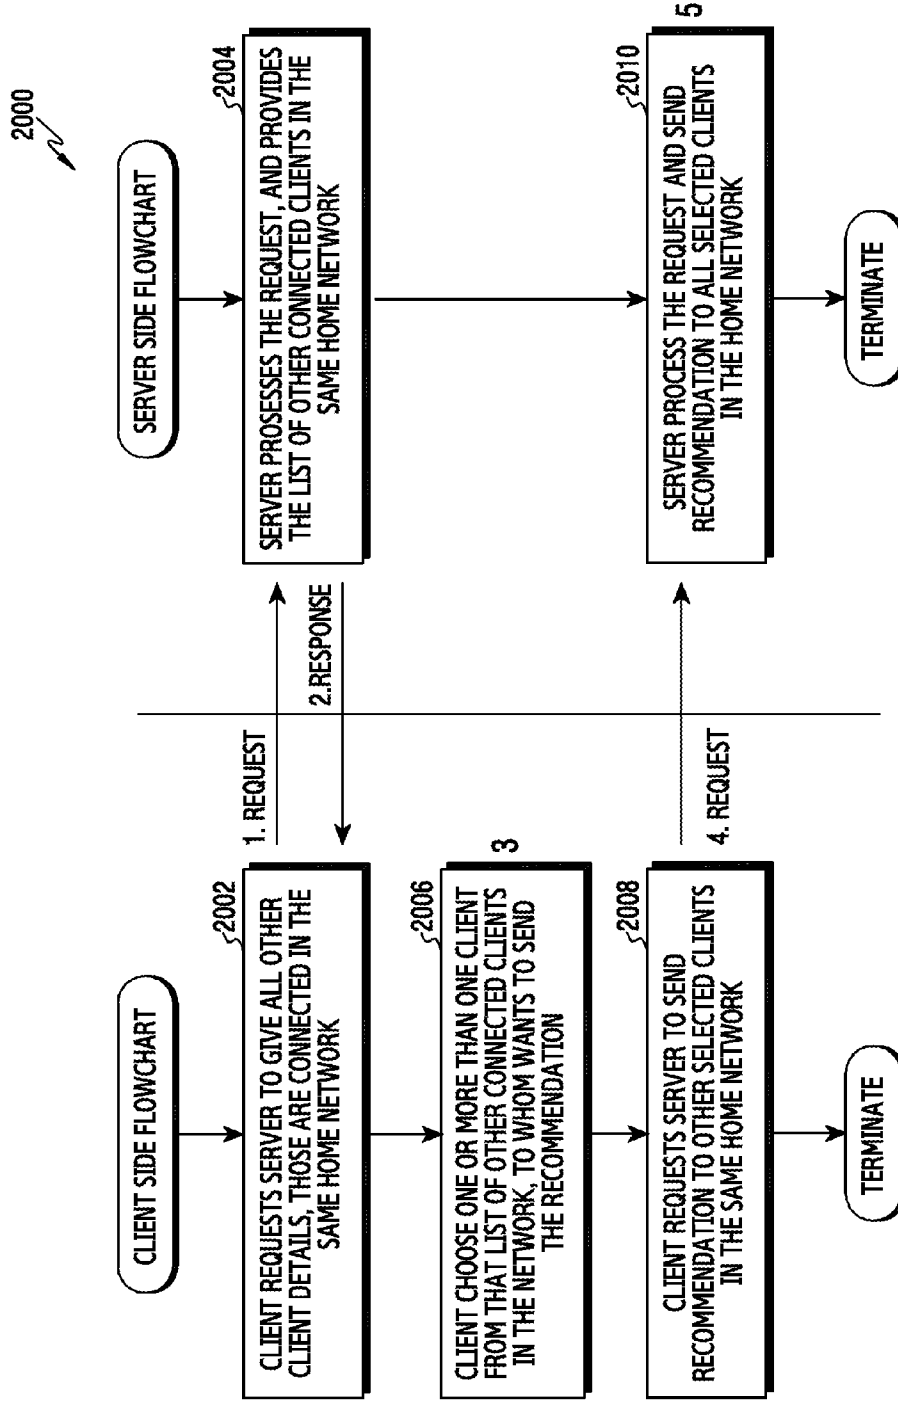 2000
CLIENT SIDE FLOWCHART
SERVER SIDE FLOWCHART
2002
CLIENT REQUESTS SERVER TO GIVE ALL OTHER
CLIENT DETAILS, THOSE ARE CONNECTED IN THE
SAME HOME NETWORK
1. REQUEST
2.RESPONSE
2004
SERVER PROSESSES THE REQUEST, AND PROVIDES
THE LIST OF OTHER CONNECTED CLIENTS IN THE
SAME HOME NETWORK
2006
CLIENT CHOOSE ONE OR MORE THAN ONE CLIENT
FROM THAT LIST OF OTHER CONNECTED CLIENTS
IN THE NETWORK, TO WHOM WANTS TO SEND
THE RECOMMENDATION
3
2008
CLIENT REQUESTS SERVER TO SEND
RECOMMENDATION TO OTHER SELECTED CLIENTS
IN THE SAME HOME NETWORK
4. REQUEST
2010
SERVER PROCESS THE REQUEST AND SEND
RECOMMENDATION TO ALL SELECTED CLIENTS
IN THE HOME NETWORK
5
TERMINATE
TERMINATE